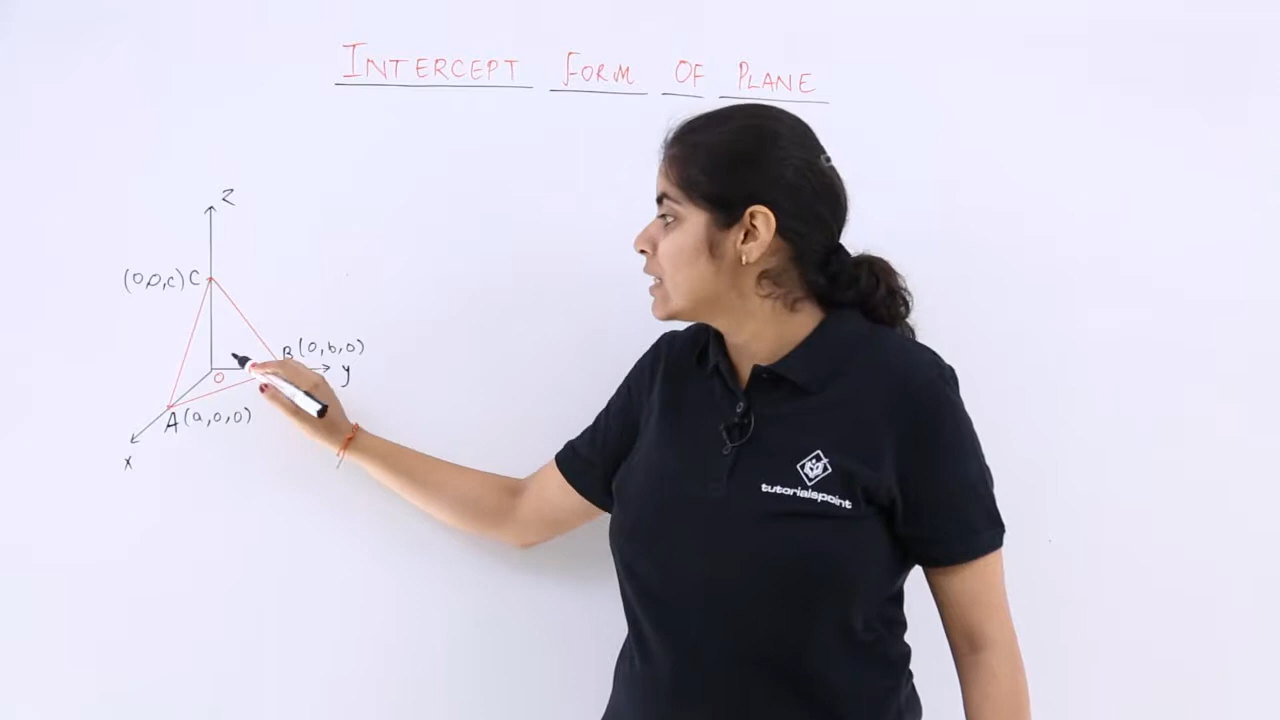 INTERCEPT FORM OF PLANE
Z
(0,0,c) C
B (0,b,0)
O
y
A (a,0,0)
x
tutorialspoint